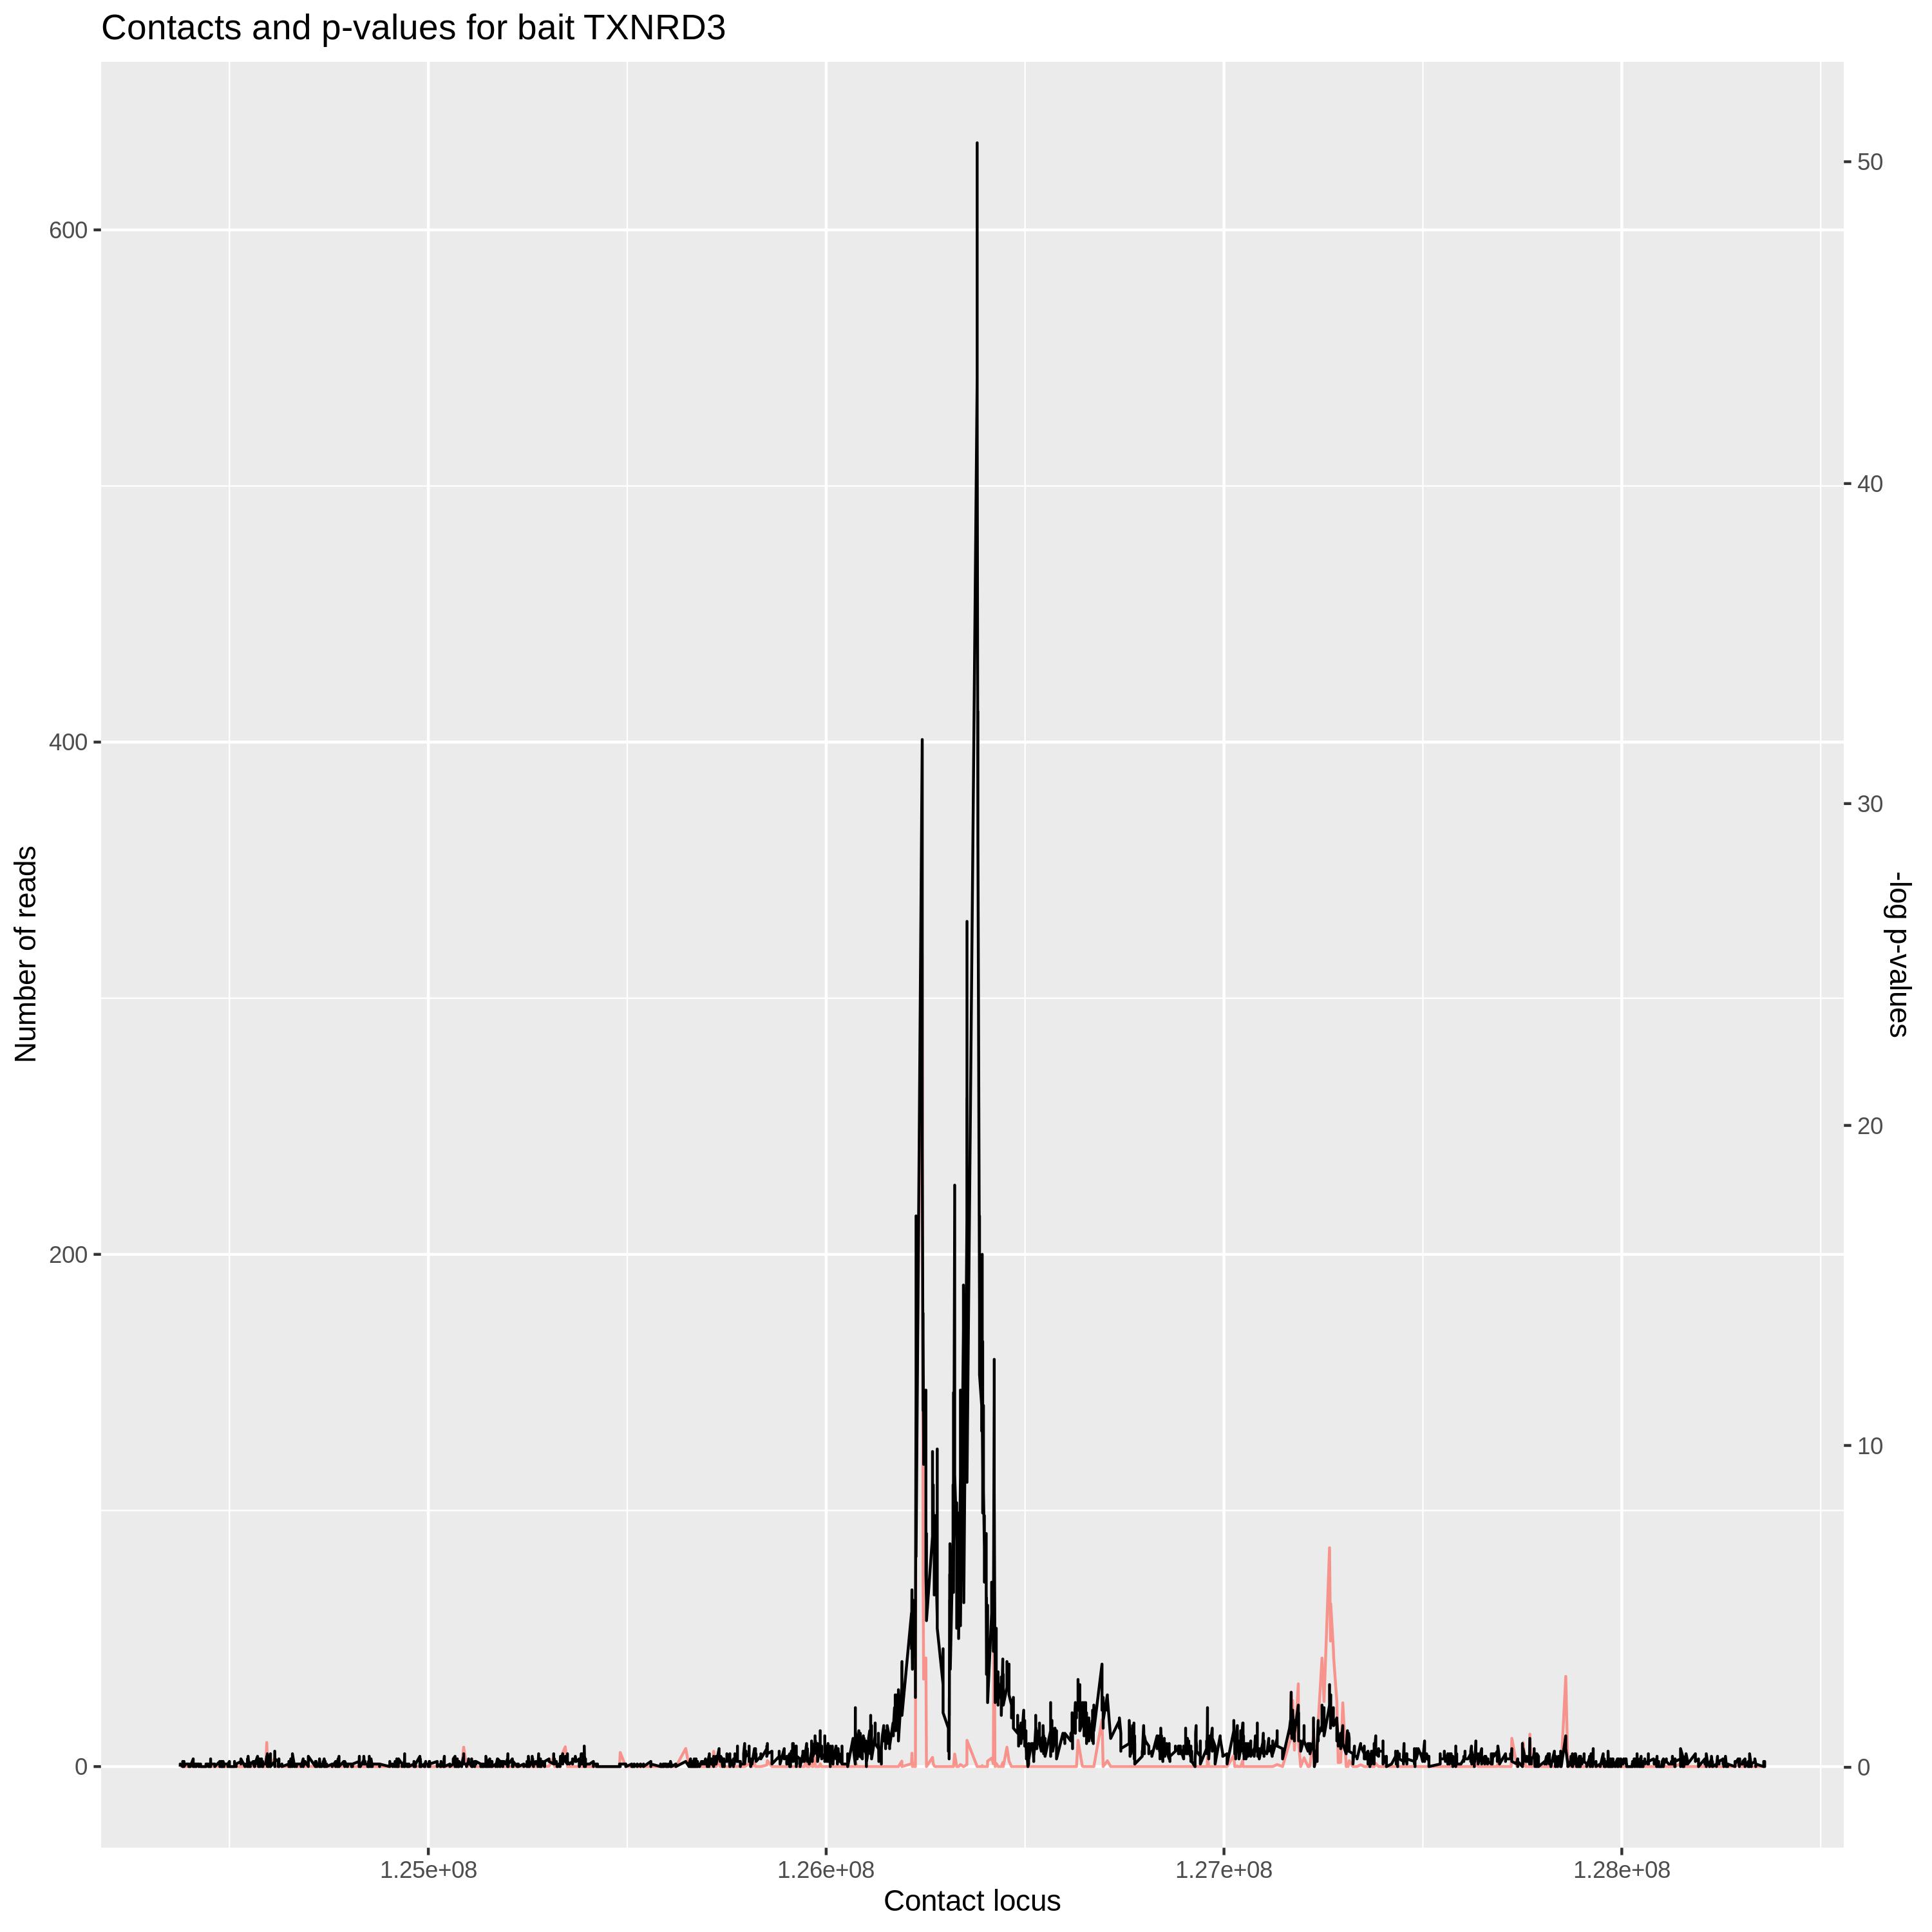 Contacts and p-values for bait TXNRD3
600
400
200
0
Number of reads
50
40
30
20
10
0
-log p-values
1.25e+08
1.26e+08
1.27e+08
1.28e+08
Contact locus